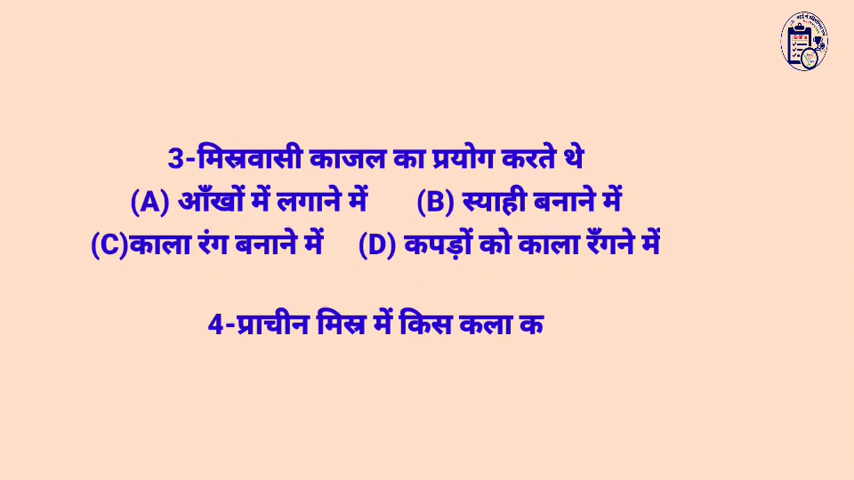 3-मिस्रवासी काजल का प्रयोग करते थे
(A) आँखों में लगाने में (B) स्याही बनाने में
(C)काला रंग बनाने में (D) कपड़ों को काला रँगने में
4-प्राचीन मिस्र में किस कला क